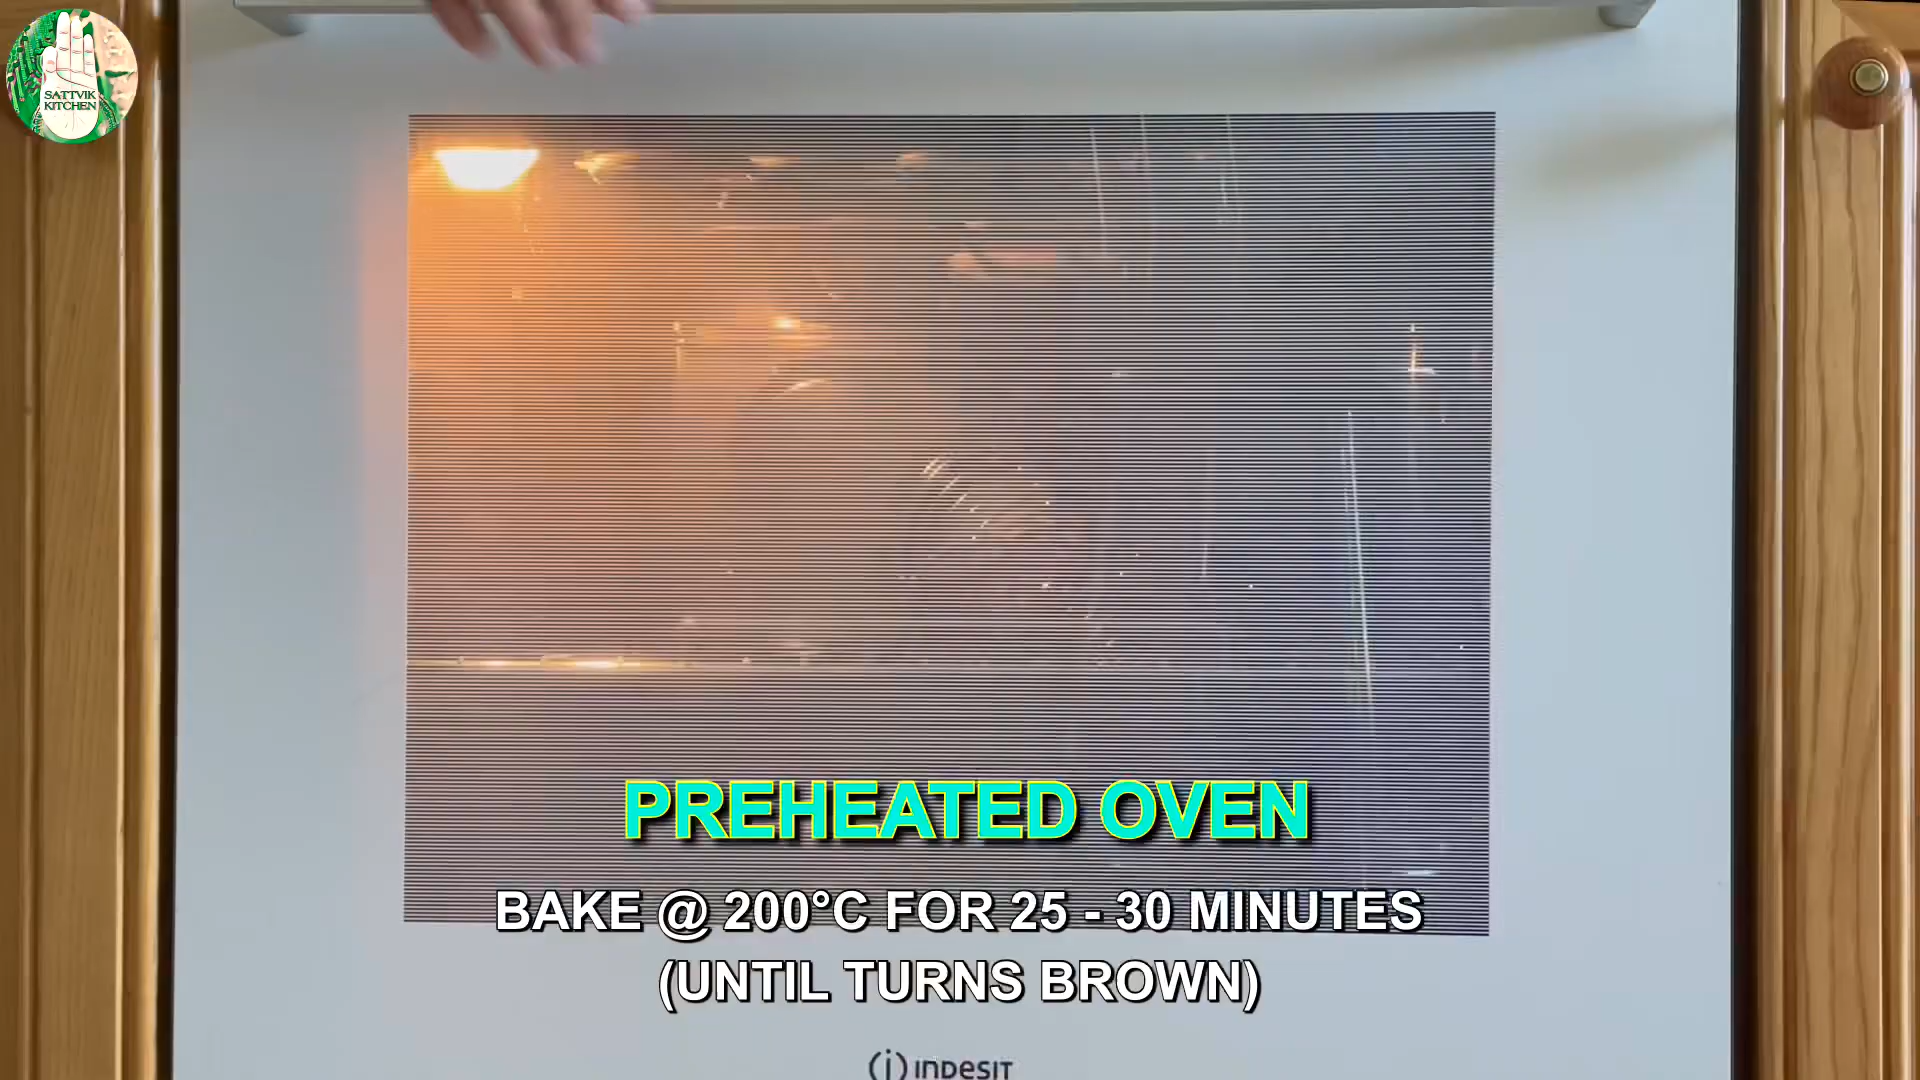 SATTVIK
KITCHEN
PREHEATED OVEN
BAKE @ 200°C FOR 25 - 30 MINUTES
(UNTIL TURNS BROWN)
INDESIT